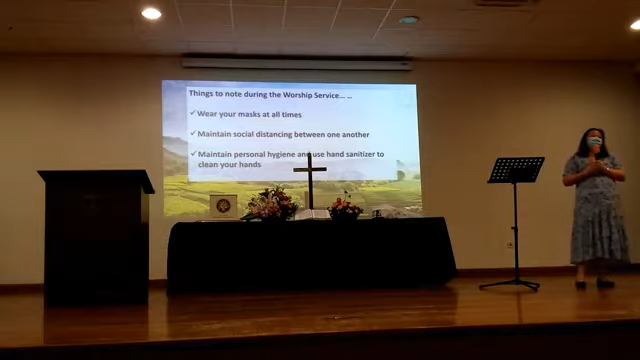 Things to note during the Worship Service... ...
✓ Wear your masks at all times
✓ Maintain social distancing between one another
✓ Maintain personal hygiene and use hand sanitizer to
clean your hands